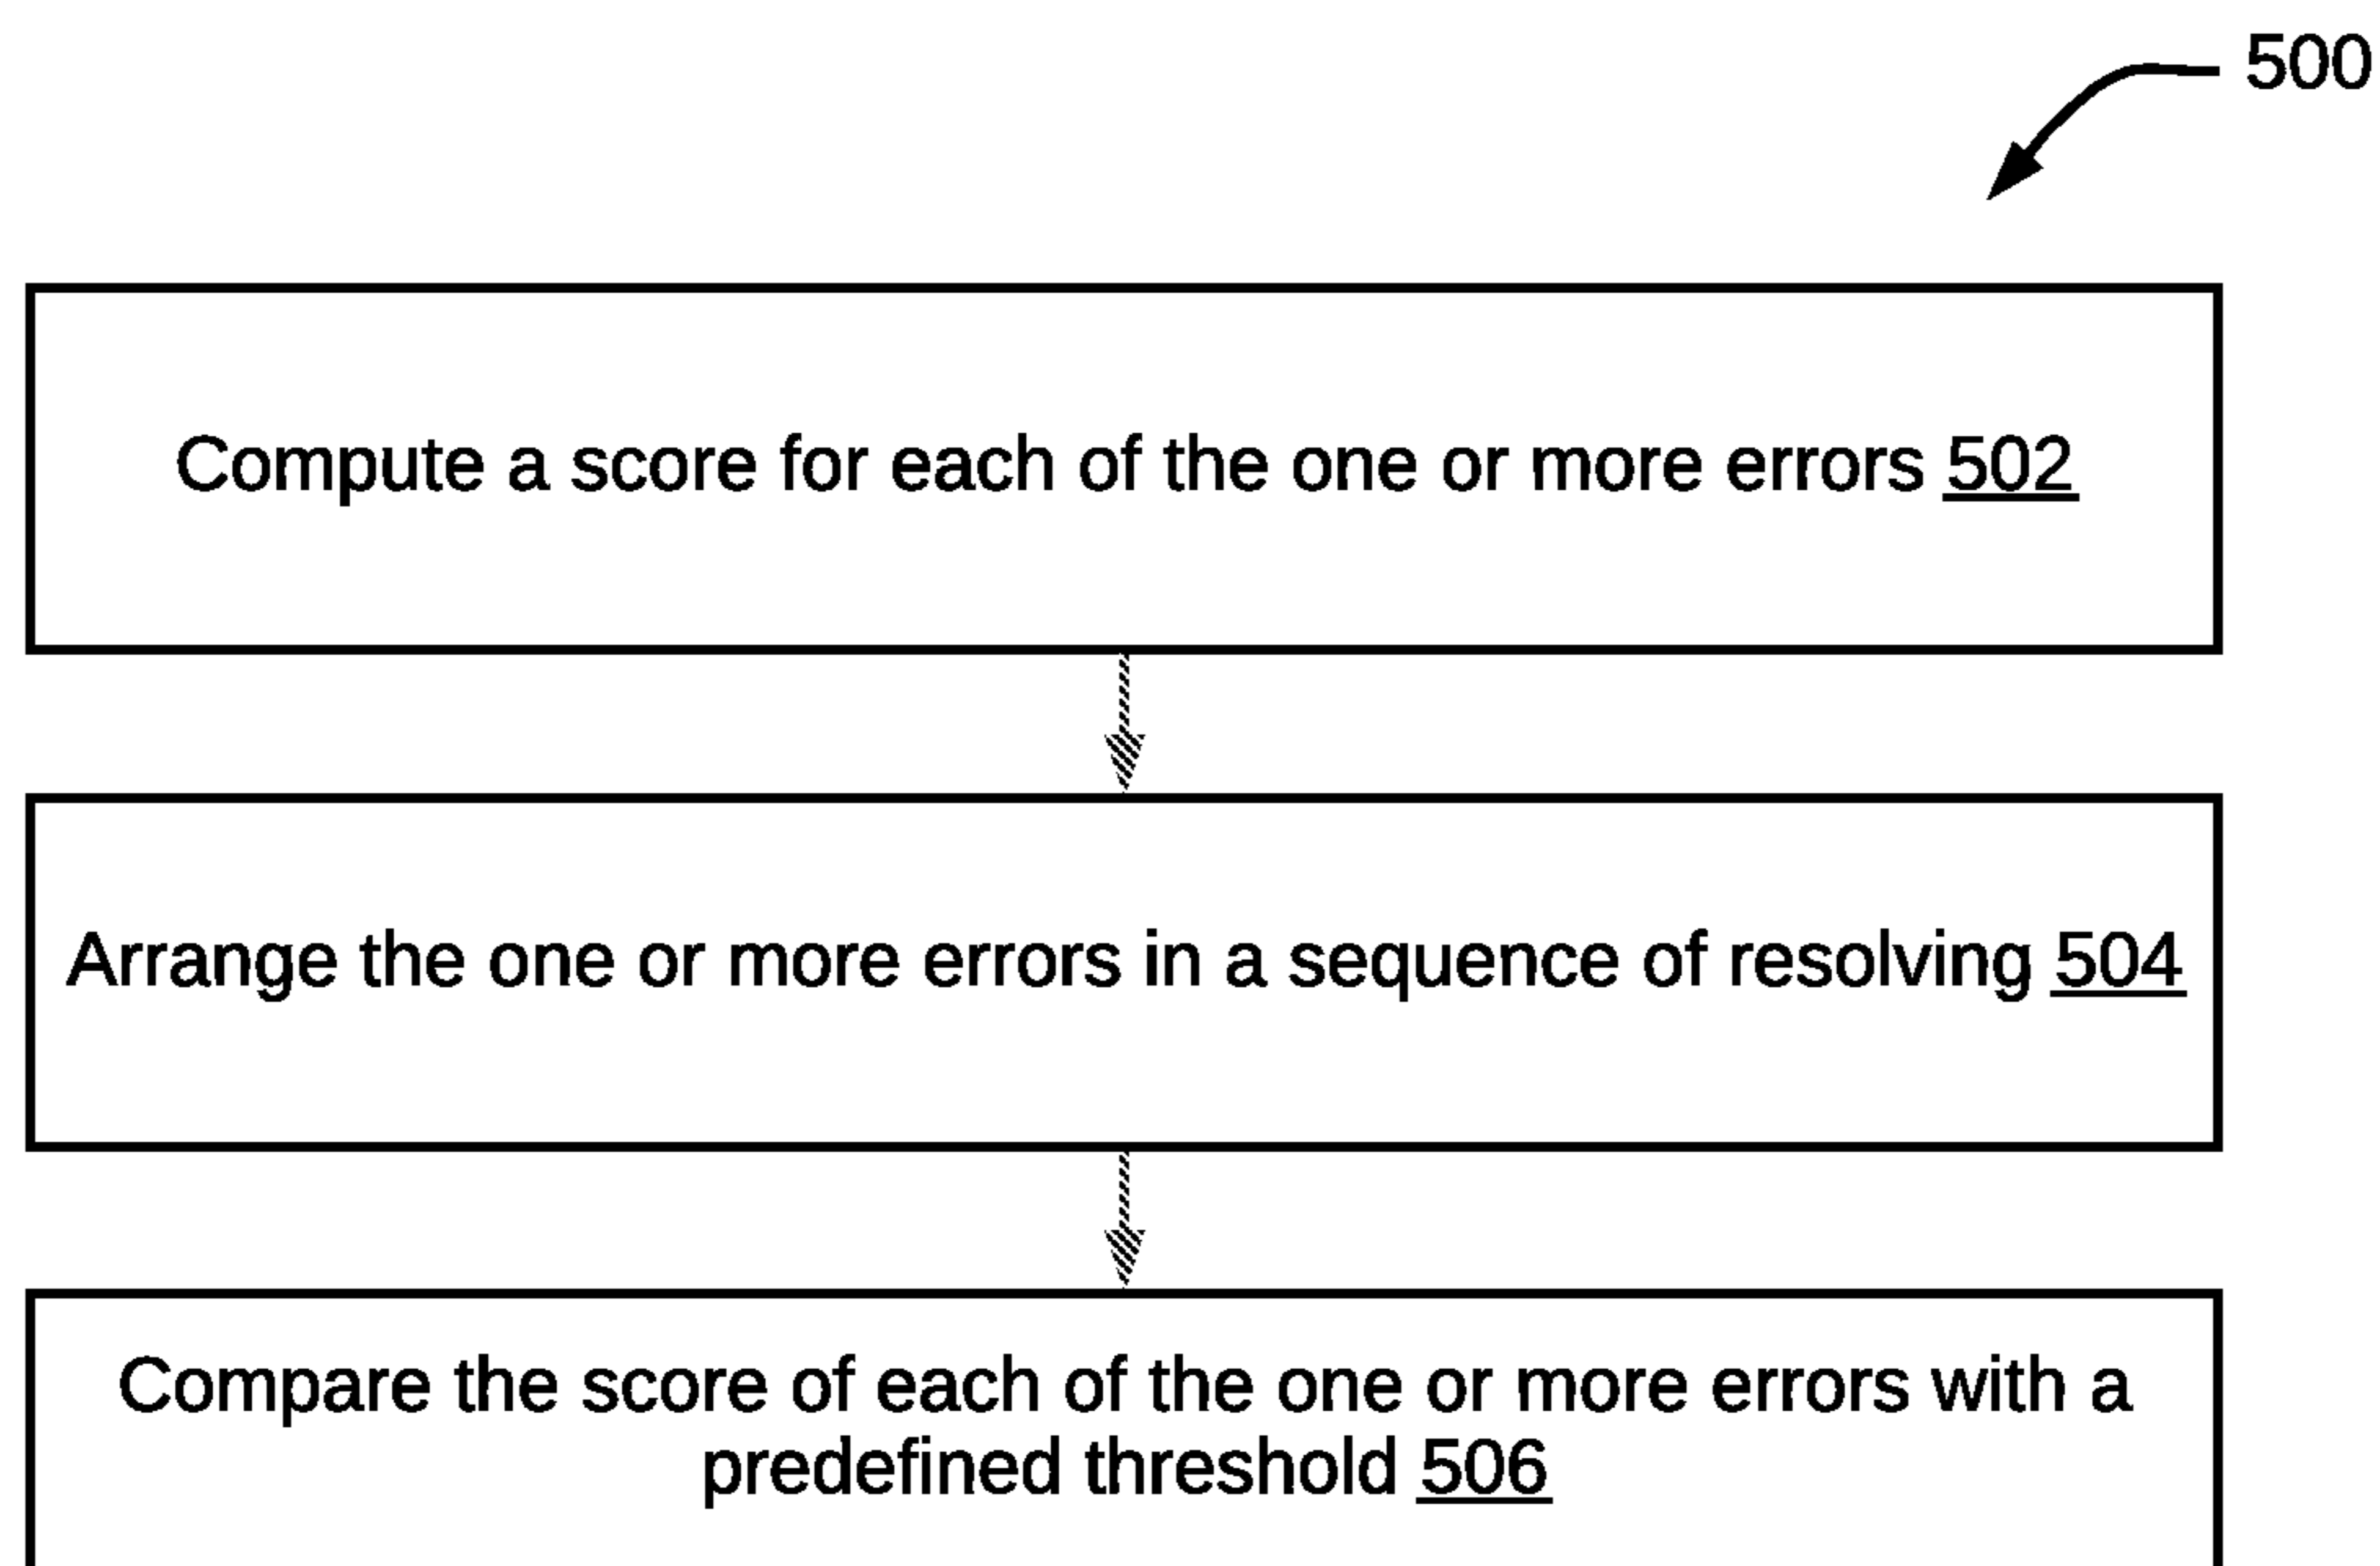 500
Compute a score for each of the one or more errors 502
Arrange the one or more errors in a sequence of resolving 504
Compare the score of each of the one or more errors with a
predefined threshold 506